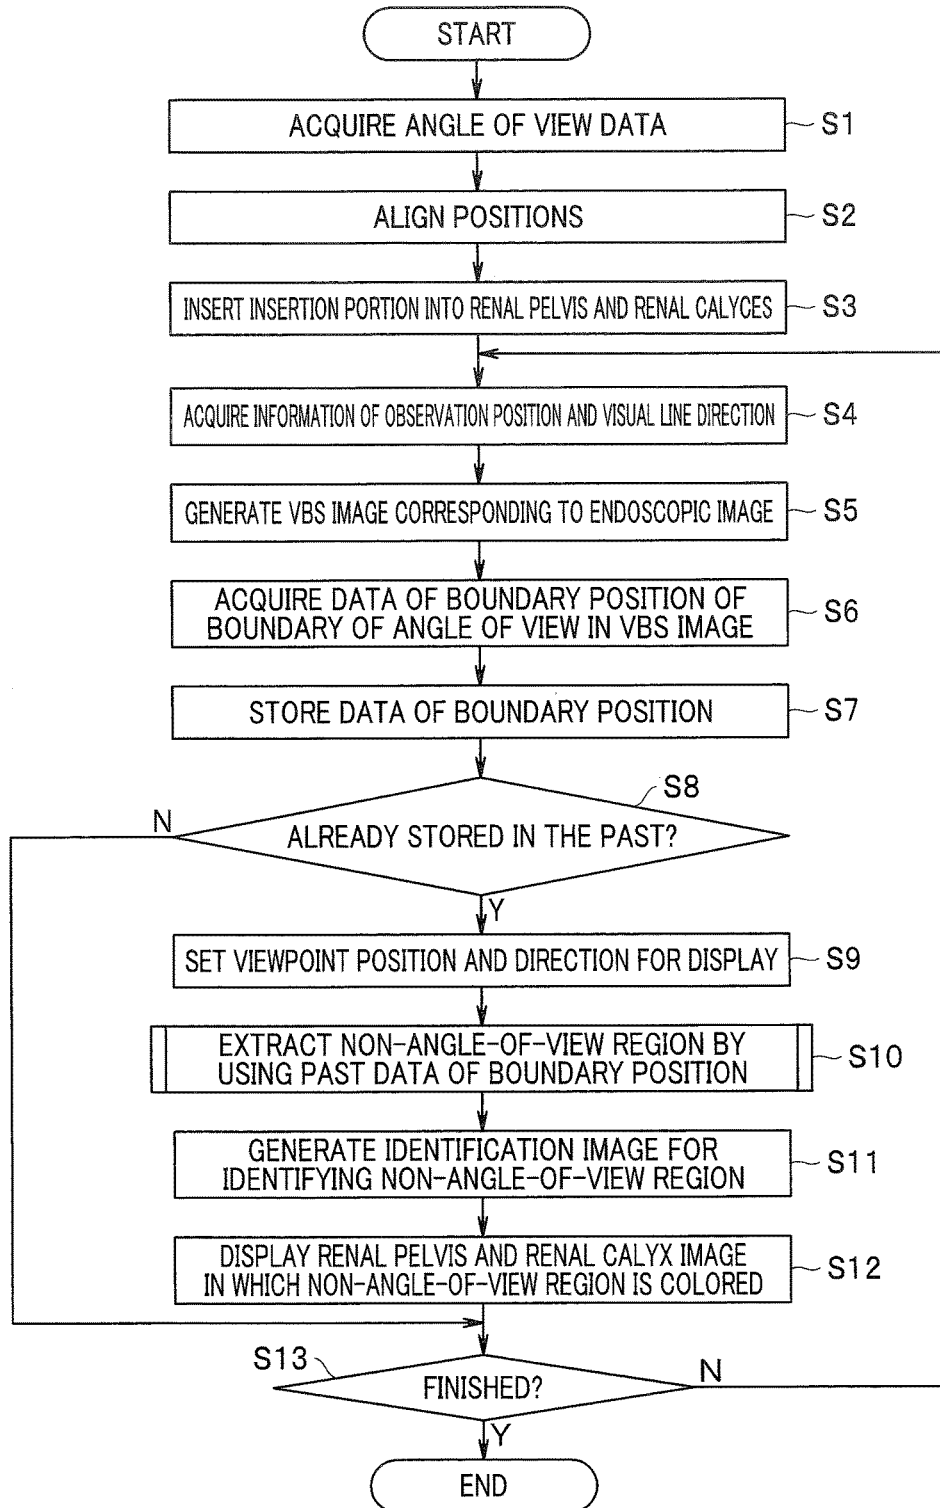 START
ACQUIRE ANGLE OF VIEW DATA
S1
ALIGN POSITIONS
S2
INSERT INSERTION PORTION INTO RENAL PELVIS AND RENAL CALYCES
S3
ACQUIRE INFORMATION OF OBSERVATION POSITION AND VISUAL LINE DIRECTION
S4
GENERATE VBS IMAGE CORRESPONDING TO ENDOSCOPIC IMAGE
S5
ACQUIRE DATA OF BOUNDARY POSITION OF
BOUNDARY OF ANGLE OF VIEW IN VBS IMAGE
S6
STORE DATA OF BOUNDARY POSITION
S7
S8
N
ALREADY STORED IN THE PAST?
Y
SET VIEWPOINT POSITION AND DIRECTION FOR DISPLAY
S9
EXTRACT NON-ANGLE-OF-VIEW REGION BY
USING PAST DATA OF BOUNDARY POSITION
S10
GENERATE IDENTIFICATION IMAGE FOR
IDENTIFYING NON-ANGLE-OF-VIEW REGION
S11
DISPLAY RENAL PELVIS AND RENAL CALYX IMAGE
IN WHICH NON-ANGLE-OF-VIEW REGION IS COLORED
S12
S13
FINISHED?
N
Y
END